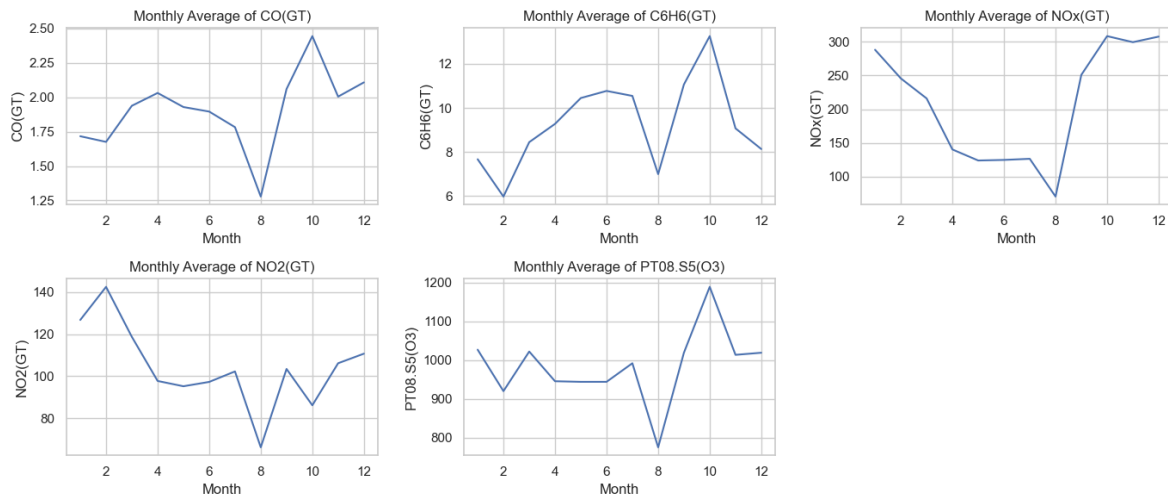 Monthly Average of CO(GT)
2.50
2.25
2.00
1.75
1.50
1.25
CO(GT)
2 4 6 8 10 12
Month
Monthly Average of C6H6(GT)
12
10
8
6
C6H6(GT)
2 4 6 8 10 12
Month
Monthly Average of NOx(GT)
300
250
200
150
100
NOx(GT)
2 4 6 8 10 12
Month
Monthly Average of NO2(GT)
140
120
100
80
NO2(GT)
2 4 6 8 10 12
Month
Monthly Average of PT08.S5(O3)
1200
1100
1000
900
800
PT08.S5(O3)
2 4 6 8 10 12
Month